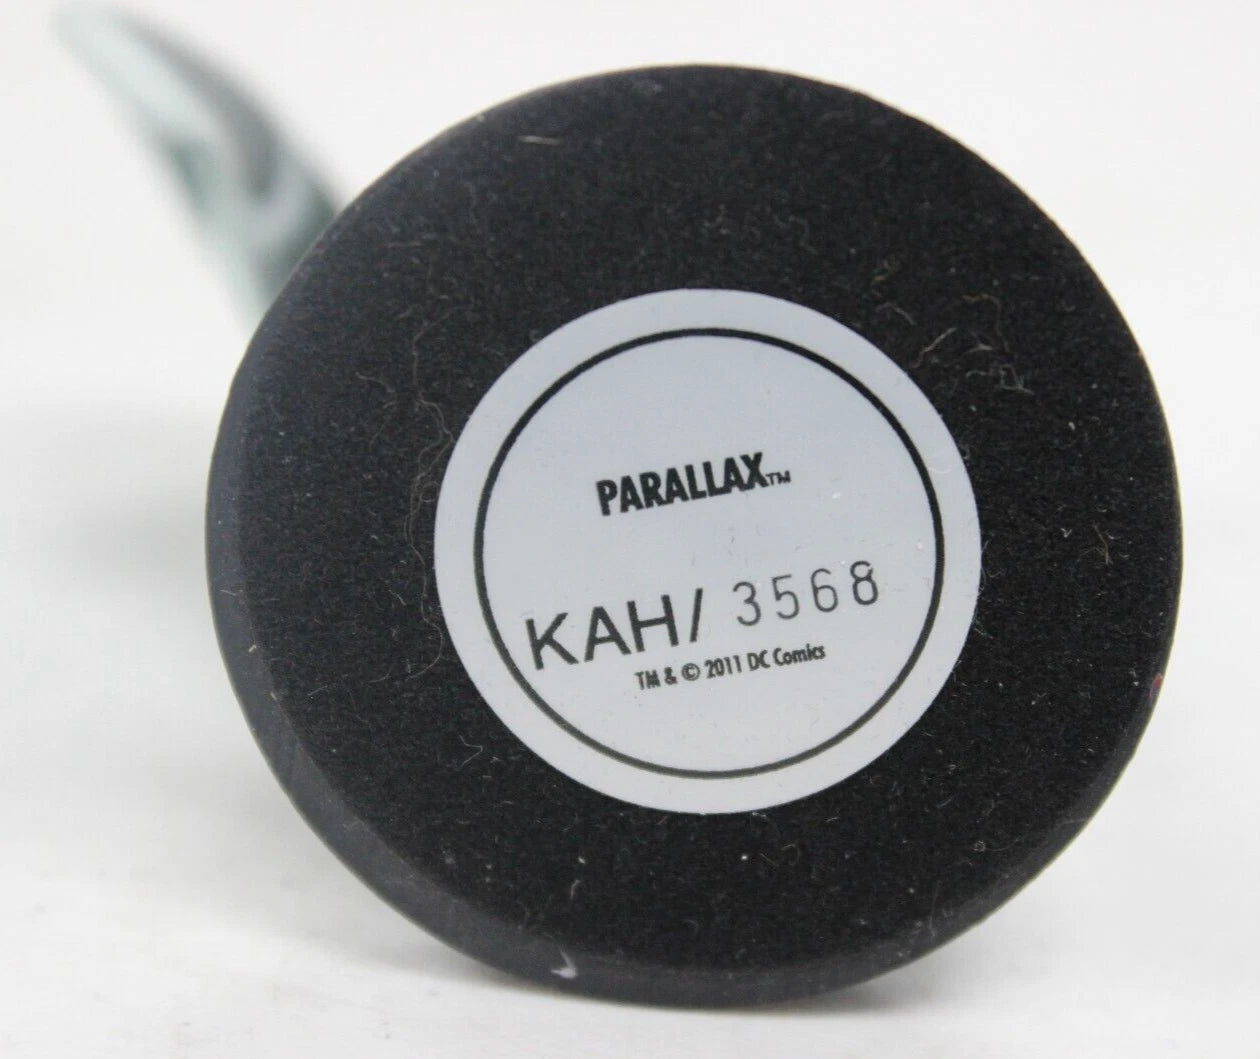 PARALLAX™
KAH/ 3568
TM & © 2011 DC Comics